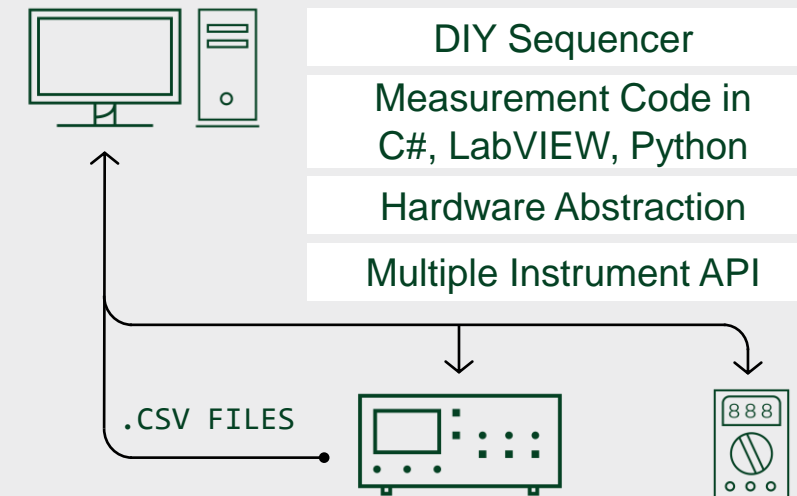 DIY Sequencer
Measurement Code in
C#, LabVIEW, Python
Hardware Abstraction
Multiple Instrument API
.CSV FILES
888